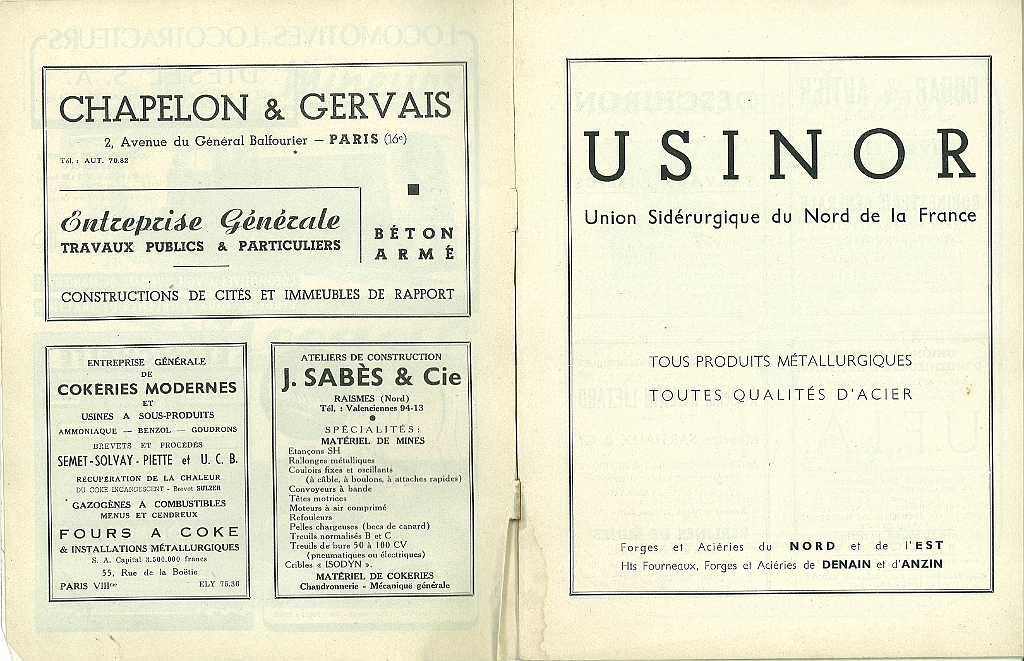 CHAPELON & GERVAIS
2, Avenue du Général Balfourier — PARIS (16e)
Tél. : AUT. 70.82
Entreprise Générale
TRAVAUX PUBLICS & PARTICULIERS
BÉTON
ARMÉ
CONSTRUCTIONS DE CITÉS ET IMMEUBLES DE RAPPORT
ENTREPRISE GÉNÉRALE
DE
COKERIES MODERNES
ET
USINES A SOUS-PRODUITS
AMMONIAQUE — BENZOL — GOUDRONS
BREVETS ET PROCÉDÉS
SEMET-SOLVAY - PIETTE et U. C. B.
RÉCUPÉRATION DE LA CHALEUR
DU COKE INCANDESCENT - Brevet SULZER
GAZOGÈNES A COMBUSTIBLES
MENUS ET CENDREUX
FOURS A COKE
& INSTALLATIONS MÉTALLURGIQUES
S. A. Capital 3.500.000 francs
55, Rue de la Boëtie
PARIS VIIIme ELY 75.36
ATELIERS DE CONSTRUCTION
J. SABÈS & Cie
RAISMES (Nord)
Tél. : Valenciennes 94-13
SPÉCIALITÉS :
MATÉRIEL DE MINES
Etançons SH
Rallonges métalliques
Couloirs fixes et oscillants
(à câble, à boulons, à attaches rapides)
Convoyeurs à bande
Têtes motrices
Moteurs à air comprimé
Refouleurs
Pelles chargeuses (becs de canard)
Treuils normalisés B et C
Treuils de bure 50 à 100 CV
(pneumatiques ou électriques)
Cribles « ISODYN ».
MATÉRIEL DE COKERIES
Chaudronnerie - Mécanique générale
USINOR
Union Sidérurgique du Nord de la France
TOUS PRODUITS MÉTALLURGIQUES
TOUTES QUALITÉS D'ACIER
Forges et Aciéries du NORD et de l'EST
Hts Fourneaux, Forges et Aciéries de DENAIN et d'ANZIN